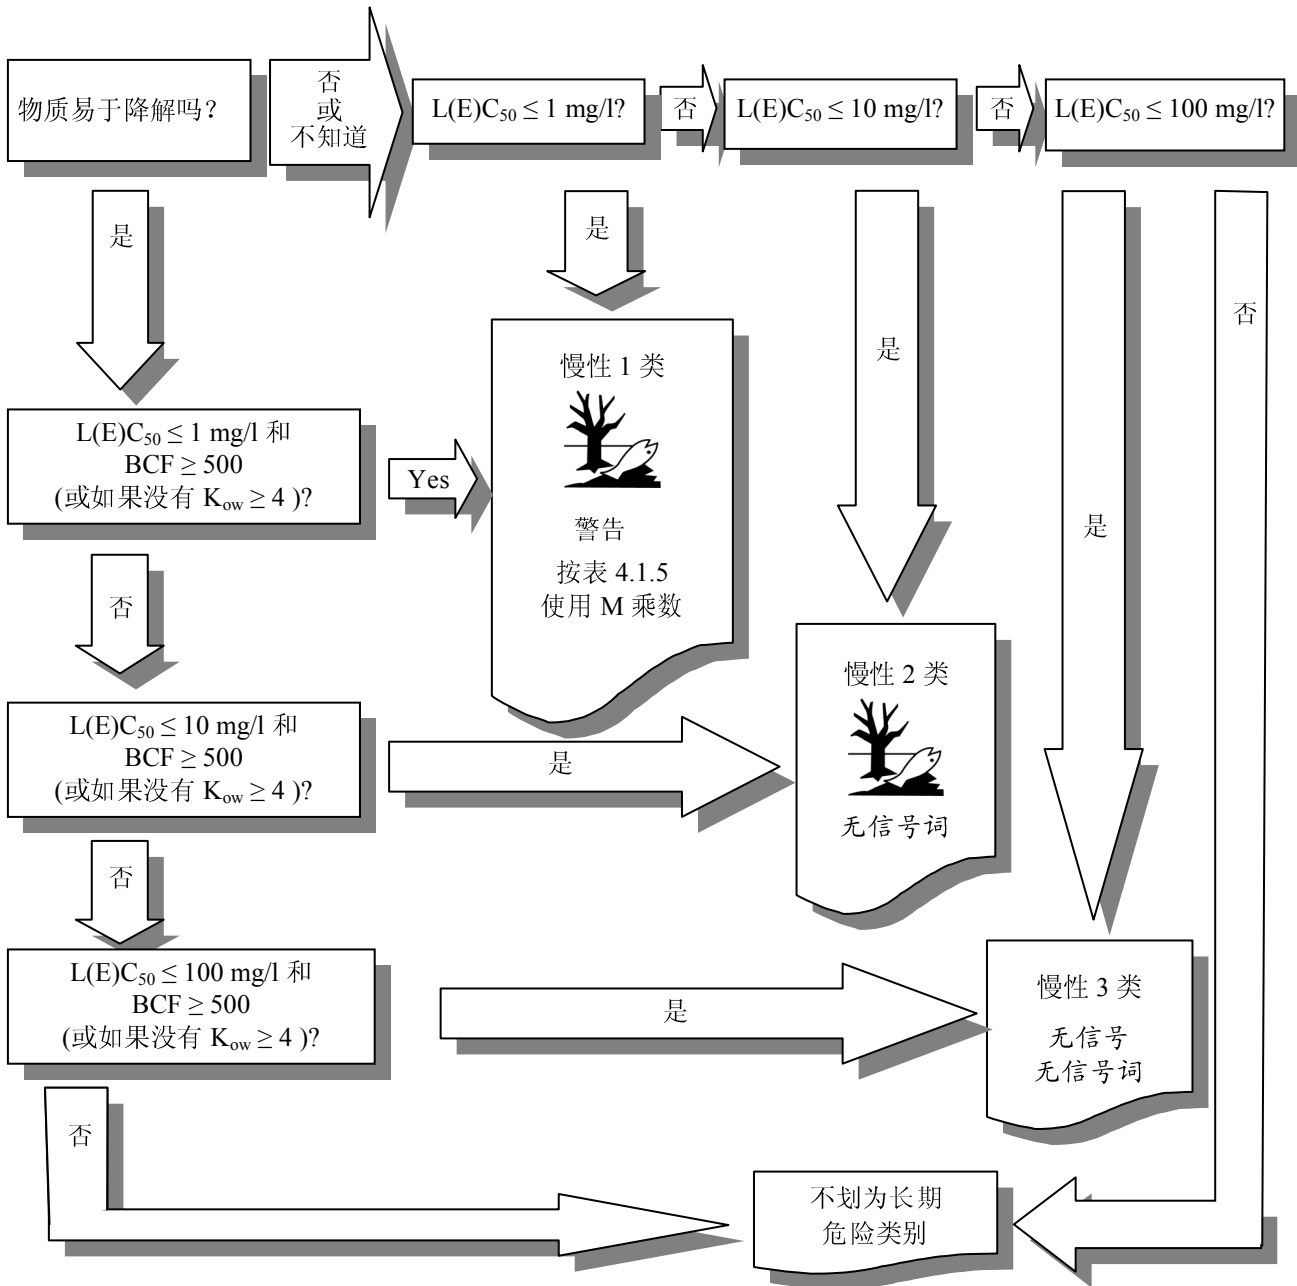 物质易于降解吗？
否
或
不知道
L(E)C₅₀ ≤ 1 mg/l?
否
L(E)C₅₀ ≤ 10 mg/l?
否
L(E)C₅₀ ≤ 100 mg/l?
是
是
是
是
否
L(E)C₅₀ ≤ 1 mg/l 和
BCF ≥ 500
(或如果没有 Kow ≥ 4 )?
Yes
慢性 1 类
警告
按表 4.1.5
使用 M 乘数
否
L(E)C₅₀ ≤ 10 mg/l 和
BCF ≥ 500
(或如果没有 Kow ≥ 4 )?
是
慢性 2 类
无信号词
否
L(E)C₅₀ ≤ 100 mg/l 和
BCF ≥ 500
(或如果没有 Kow ≥ 4 )?
是
慢性 3 类
无信号
无信号词
否
不划为长期
危险类别